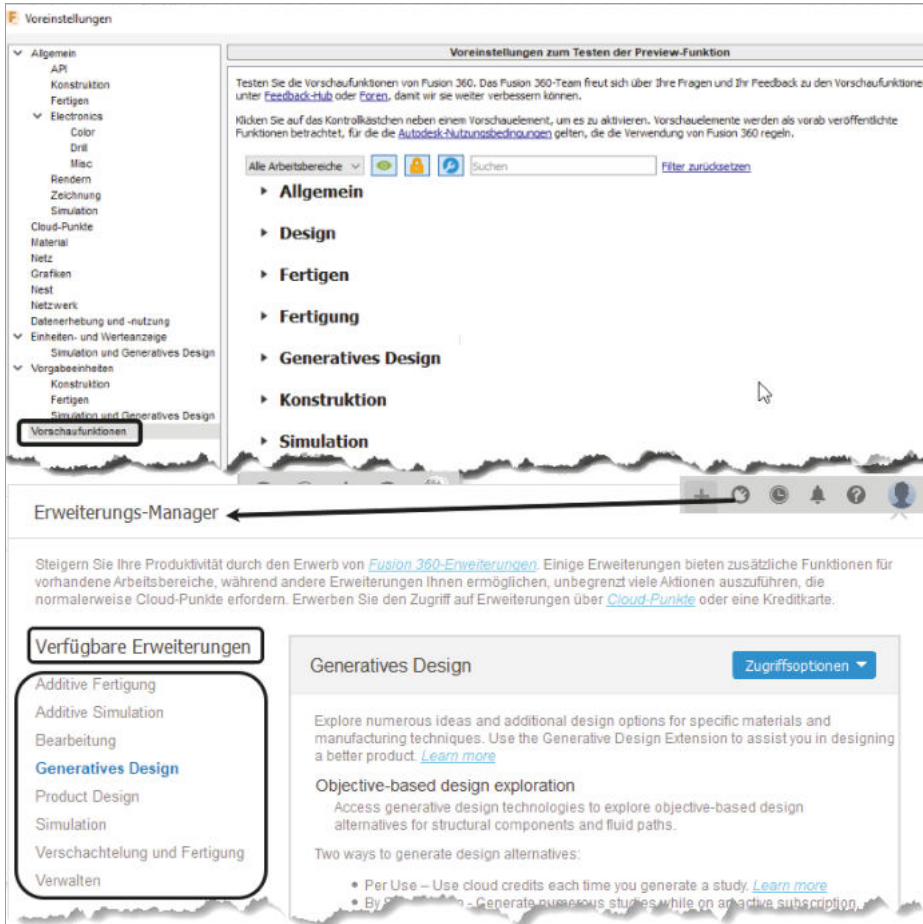 Voreinstellungen
Allgemein
API
Konstruktion
Fertigen
Electronics
Color
Drill
Misc
Rendern
Zeichnung
Simulation
Cloud-Punkte
Material
Netz
Grafiken
Nest
Netzwerk
Datenerhebung und -nutzung
Einheiten- und Werteanzeige
Simulation und Generatives Design
Vorgabeeinheiten
Konstruktion
Fertigen
Simulation und Generatives Design
Vorschaufunktionen
Voreinstellungen zum Testen der Preview-Funktion
Testen Sie die Vorschaufunktionen von Fusion 360. Das Fusion 360-Team freut sich über Ihre Fragen und Ihr Feedback zu den Vorschaufunktione
unter Feedback-Hub oder Foren, damit wir sie weiter verbessern können.
Klicken Sie auf das Kontrollkästchen neben einem Vorschauelement, um es zu aktivieren. Vorschauelemente werden als vorab veröffentlichte
Funktionen betrachtet, für die die Autodesk-Nutzungsbedingungen gelten, die die Verwendung von Fusion 360 regeln.
Alle Arbeitsbereiche Suchen Filter zurücksetzen
Allgemein
Design
Fertigen
Fertigung
Generatives Design
Konstruktion
Simulation
Erweiterungs-Manager
Steigern Sie Ihre Produktivität durch den Erwerb von Fusion 360-Erweiterungen. Einige Erweiterungen bieten zusätzliche Funktionen für
vorhandene Arbeitsbereiche, während andere Erweiterungen Ihnen ermöglichen, unbegrenzt viele Aktionen auszuführen, die
normalerweise Cloud-Punkte erfordern. Erwerben Sie den Zugriff auf Erweiterungen über Cloud-Punkte oder eine Kreditkarte.
Verfügbare Erweiterungen
Additive Fertigung
Additive Simulation
Bearbeitung
Generatives Design
Product Design
Simulation
Verschachtelung und Fertigung
Verwalten
Generatives Design Zugriffsoptionen
Explore numerous ideas and additional design options for specific materials and
manufacturing techniques. Use the Generative Design Extension to assist you in designing
a better product. Learn more
Objective-based design exploration
Access generative design technologies to explore objective-based design
alternatives for structural components and fluid paths.
Two ways to generate design alternatives:
• Per Use – Use cloud credits each time you generate a study. Learn more
• By - Generate numerous studies while on an active subscription,